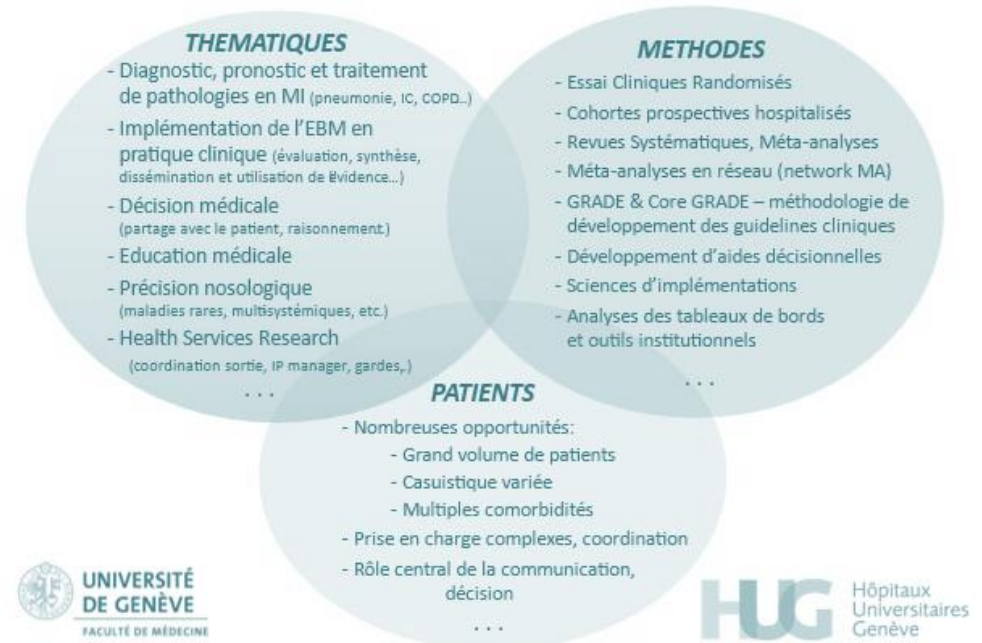 THEMATIQUES
- Diagnostic, pronostic et traitement
de pathologies en MI (pneumonie, IC, COPD...)
- Implémentation de l'EBM en
pratique clinique (évaluation, synthèse,
dissémination et utilisation de évidence...)
- Décision médicale
(partage avec le patient, raisonnement.)
- Education médicale
- Précision nosologique
(maladies rares, multisystémiques, etc.)
- Health Services Research
(coordination sortie, IP manager, gardes,.)
. . .
METHODES
- Essai Cliniques Randomisés
- Cohortes prospectives hospitalisés
- Revues Systématiques, Méta-analyses
- Méta-analyses en réseau (network MA)
- GRADE & Core GRADE – méthodologie de
développement des guidelines cliniques
- Développement d'aides décisionnelles
- Sciences d'implémentations
- Analyses des tableaux de bords
et outils institutionnels
. . .
PATIENTS
- Nombreuses opportunités:
- Grand volume de patients
- Casuistique variée
- Multiples comorbidités
- Prise en charge complexes, coordination
- Rôle central de la communication,
décision
. . .
UNIVERSITÉ
DE GENÈVE
FACULTÉ DE MÉDECINE
HUG
Hôpitaux
Universitaires
Genève